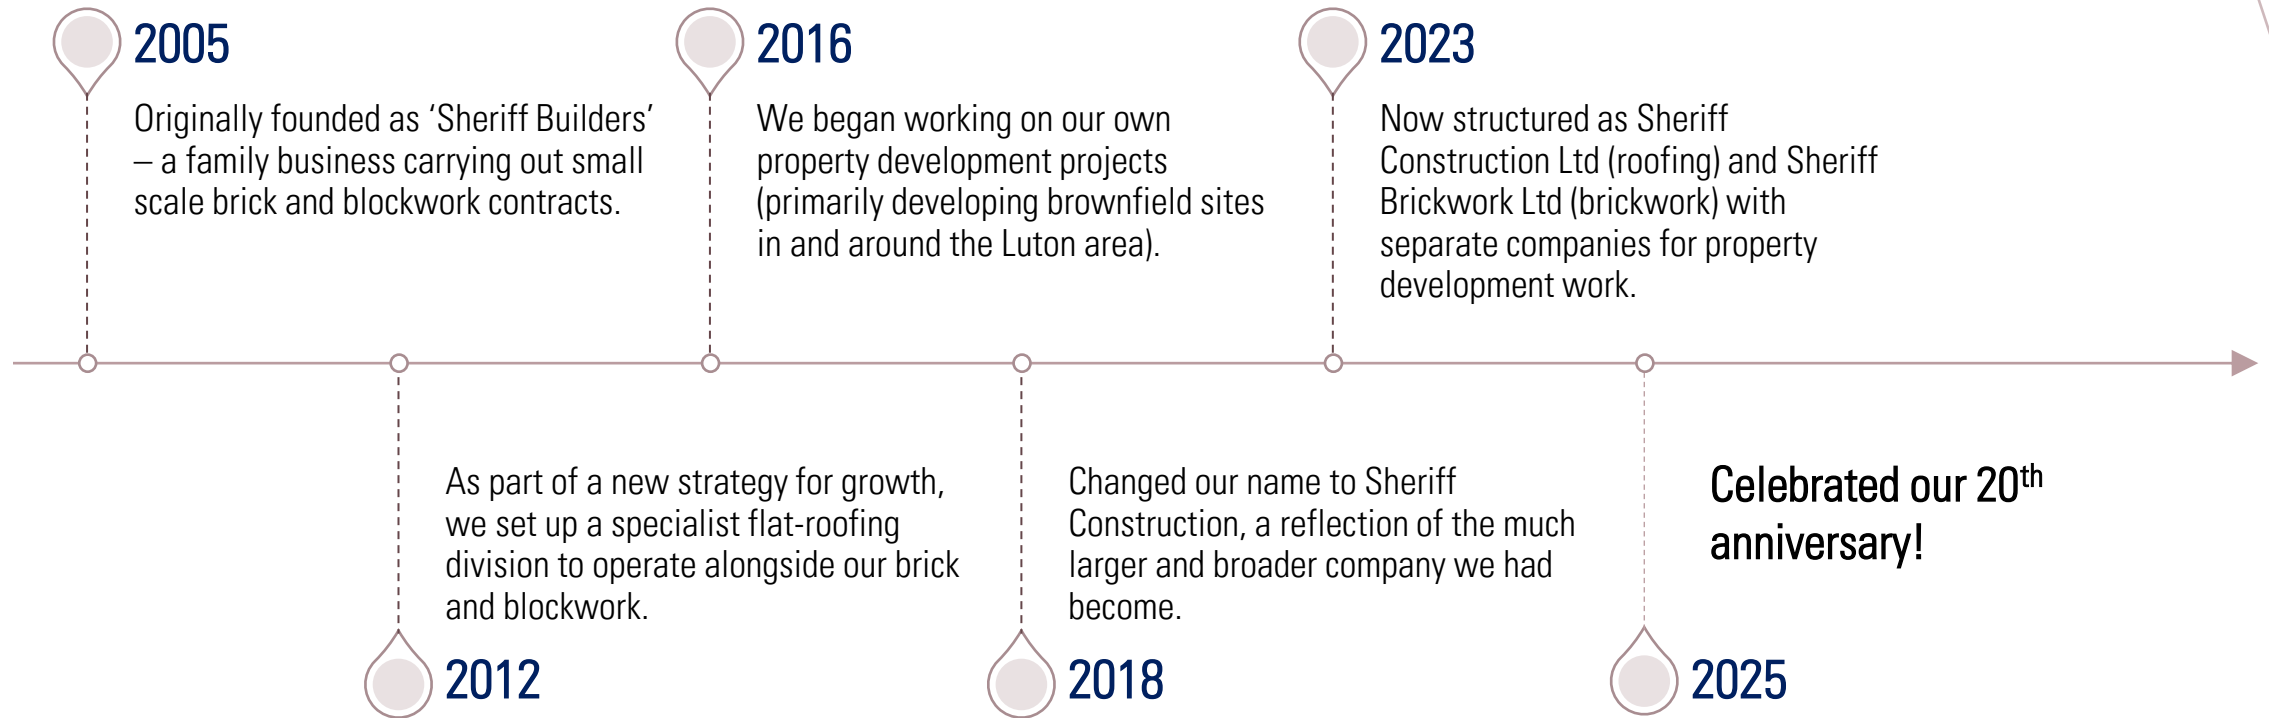 2005
Originally founded as ‘Sheriff Builders’
– a family business carrying out small
scale brick and blockwork contracts.
2016
We began working on our own
property development projects
(primarily developing brownfield sites
in and around the Luton area).
2023
Now structured as Sheriff
Construction Ltd (roofing) and Sheriff
Brickwork Ltd (brickwork) with
separate companies for property
development work.
As part of a new strategy for growth,
we set up a specialist flat-roofing
division to operate alongside our brick
and blockwork.
2012
Changed our name to Sheriff
Construction, a reflection of the much
larger and broader company we had
become.
2018
Celebrated our 20th
anniversary!
2025